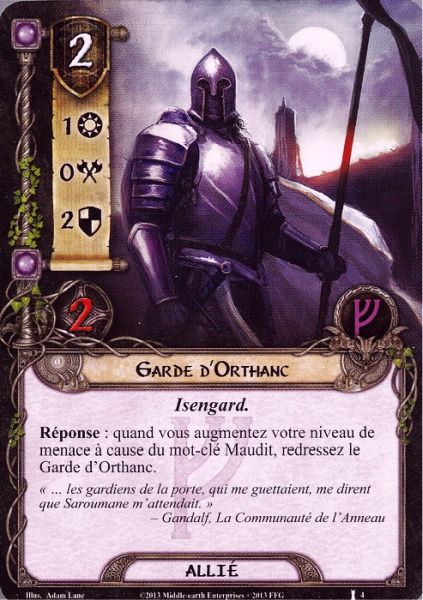 2
1
0
2
2
Garde d'Orthanc
Isengard.
Réponse : quand vous augmentez votre niveau de
menace à cause du mot-clé Maudit, redressez le
Garde d'Orthanc.
« ... les gardiens de la porte, qui me guettaient, me dirent
que Saroumane m'attendait. »
– Gandalf, La Communauté de l'Anneau
ALLIÉ
Illus. Adam Lane
©2013 Middle-earth Enterprises ©2013 FFG
4